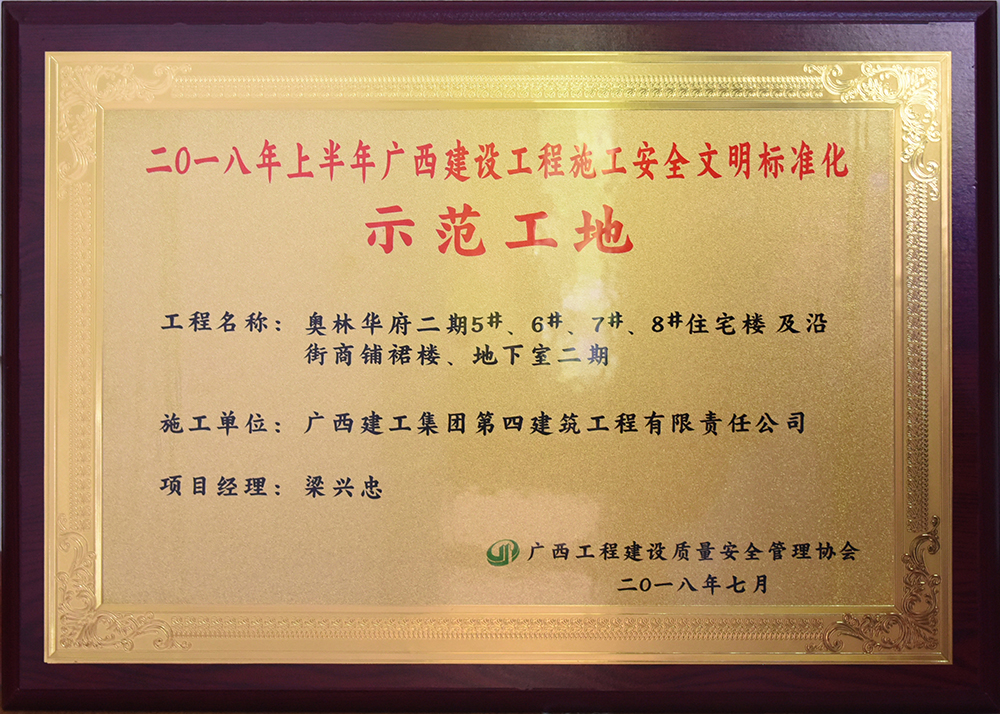 二〇一八年上半年广西建设工程施工安全文明标准化
示范工地
工程名称：奥林华府二期5#、6#、7#、8#住宅楼及沿
街商铺裙楼、地下室二期
施工单位：广西建工集团第四建筑工程有限责任公司
项目经理：梁兴忠
广西工程建设质量安全管理协会
二〇一八年七月